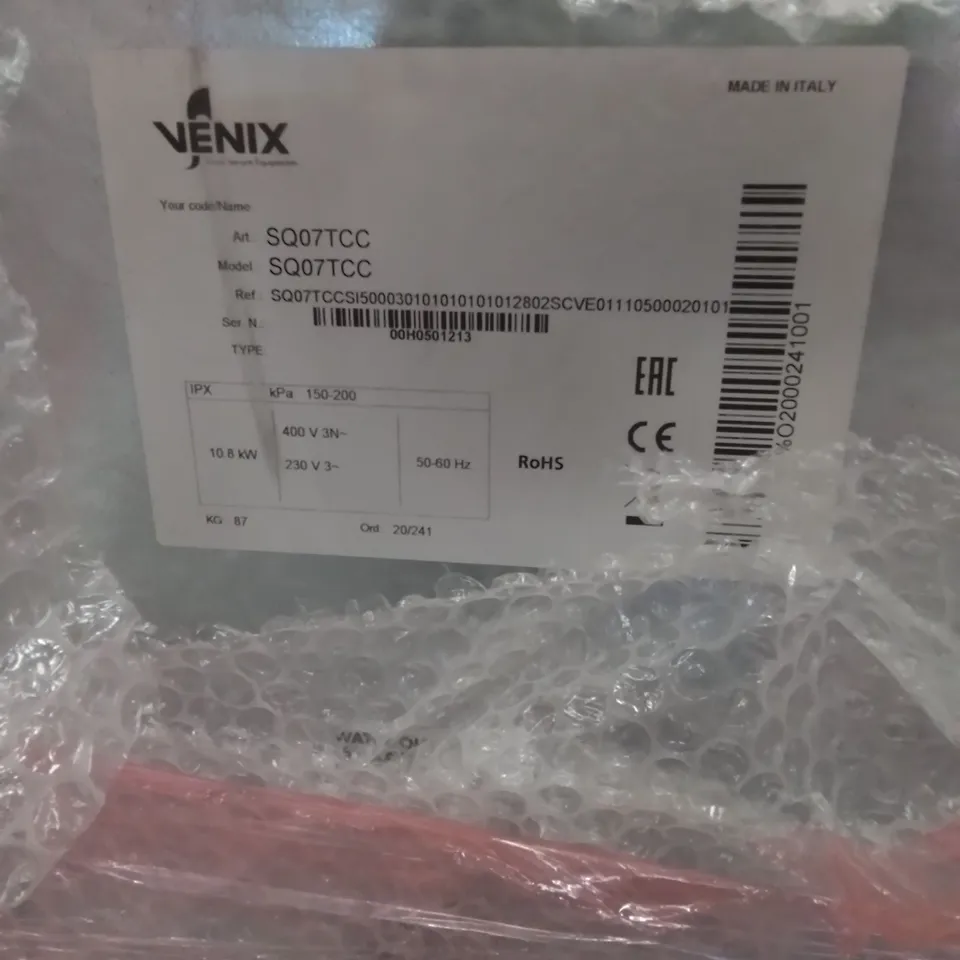 MADE IN ITALY
VENIX
Your code/Name
Art. SQ07TCC
Model SQ07TCC
Ref. SQ07TCCSI500030101010101012802SCVE01110500020101
Ser N.
00H0501213
TYPE
IPX kPa 150-200
10.8 kW 400 V 3N~ 230 V 3~ 50-60 Hz
KG 87 Ord. 20/241
EAC
CE
RoHS
O2000241001